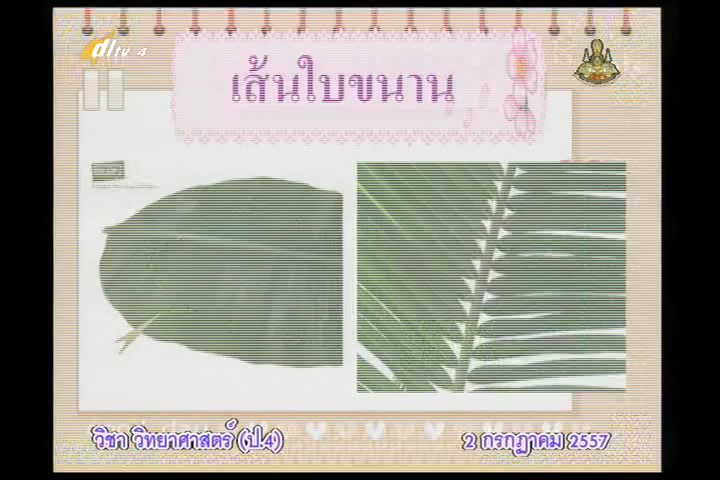 dltv 4
เส้นใบขนาน
วิชา วิทยาศาสตร์ (ป.4)
2 กรกฎาคม 2557